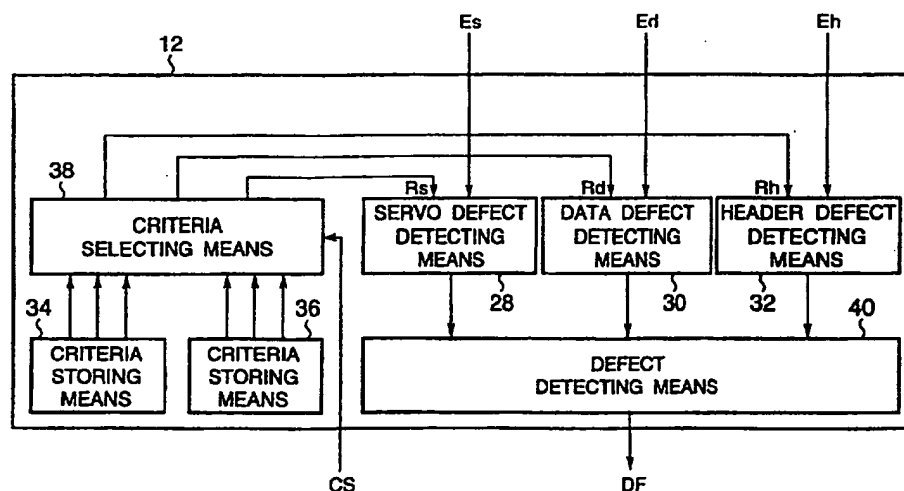 Es Ed Eh
12
38
Rs Rd Rh
CRITERIA
SELECTING MEANS
SERVO DEFECT
DETECTING
MEANS
DATA DEFECT
DETECTING
MEANS
HEADER DEFECT
DETECTING
MEANS
28 30 32
34 36 40
CRITERIA
STORING
MEANS
CRITERIA
STORING
MEANS
DEFECT
DETECTING MEANS
CS DF